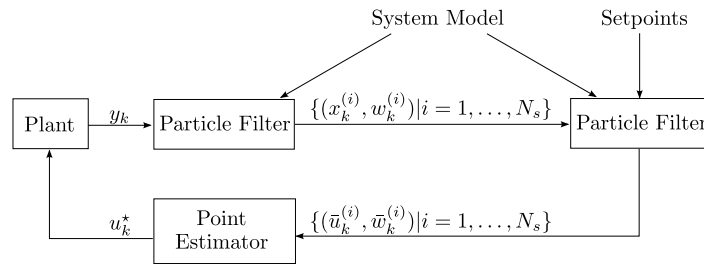 System Model
Setpoints
Plant
y_k
Particle Filter
{(x_k^{(i)}, w_k^{(i)})|i = 1, . . . , N_s}
Particle Filter
u_k^⋆
Point
Estimator
{(ū_k^{(i)}, w̄_k^{(i)})|i = 1, . . . , N_s}